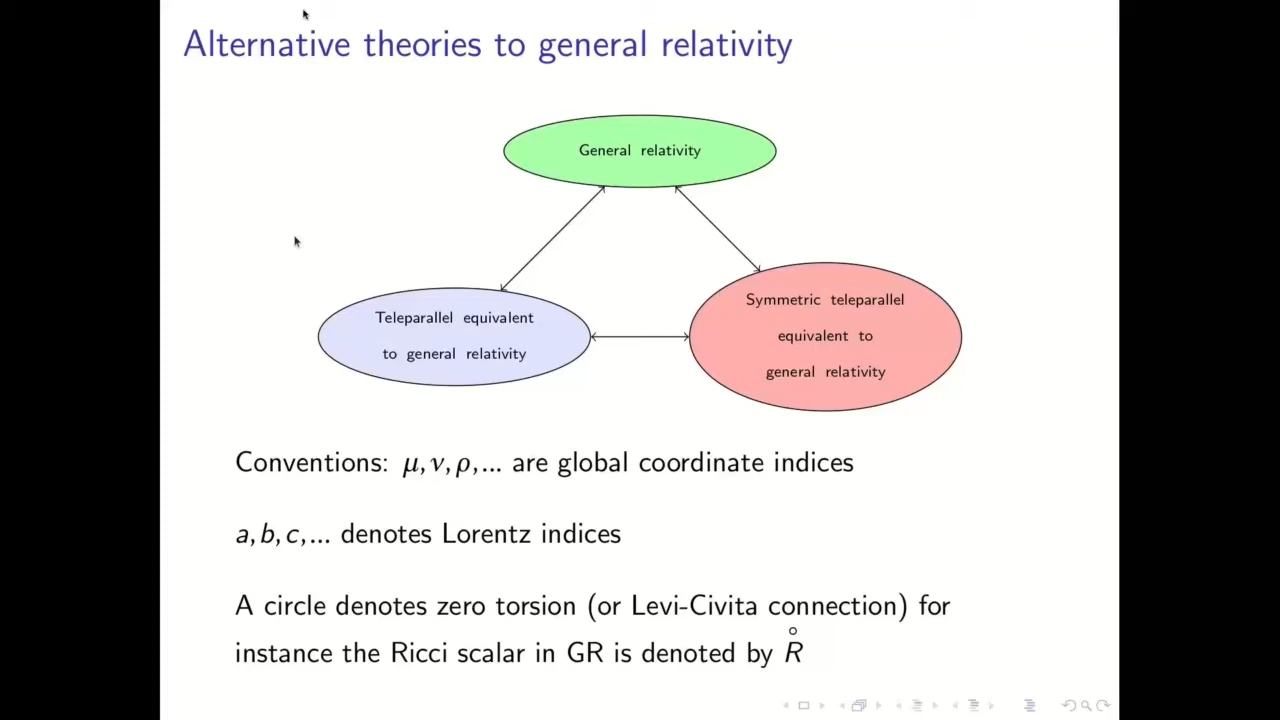 Alternative theories to general relativity
General relativity
Teleparallel equivalent
to general relativity
Symmetric teleparallel
equivalent to
general relativity
Conventions: μ, ν, ρ, ... are global coordinate indices
a, b, c, ... denotes Lorentz indices
A circle denotes zero torsion (or Levi-Civita connection) for
instance the Ricci scalar in GR is denoted by R̊